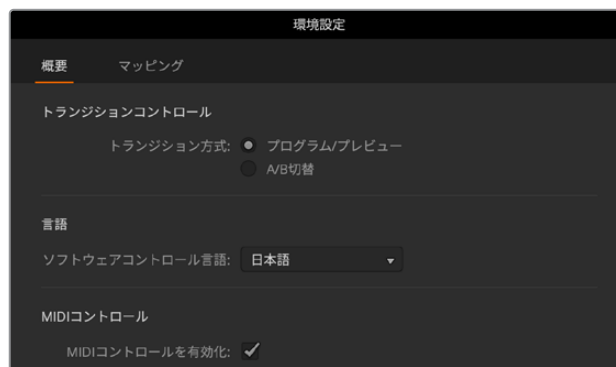 環境設定
概要 マッピング
トランジションコントロール
トランジション方式: プログラム/プレビュー
A/B切替
言語
ソフトウェアコントロール言語: 日本語
MIDIコントロール
MIDIコントロールを有効化: